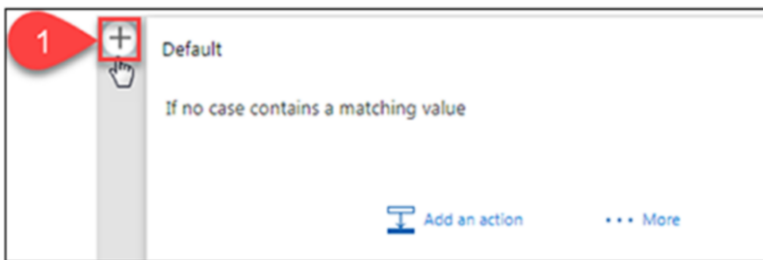 1
Default
If no case contains a matching value
Add an action
••• More